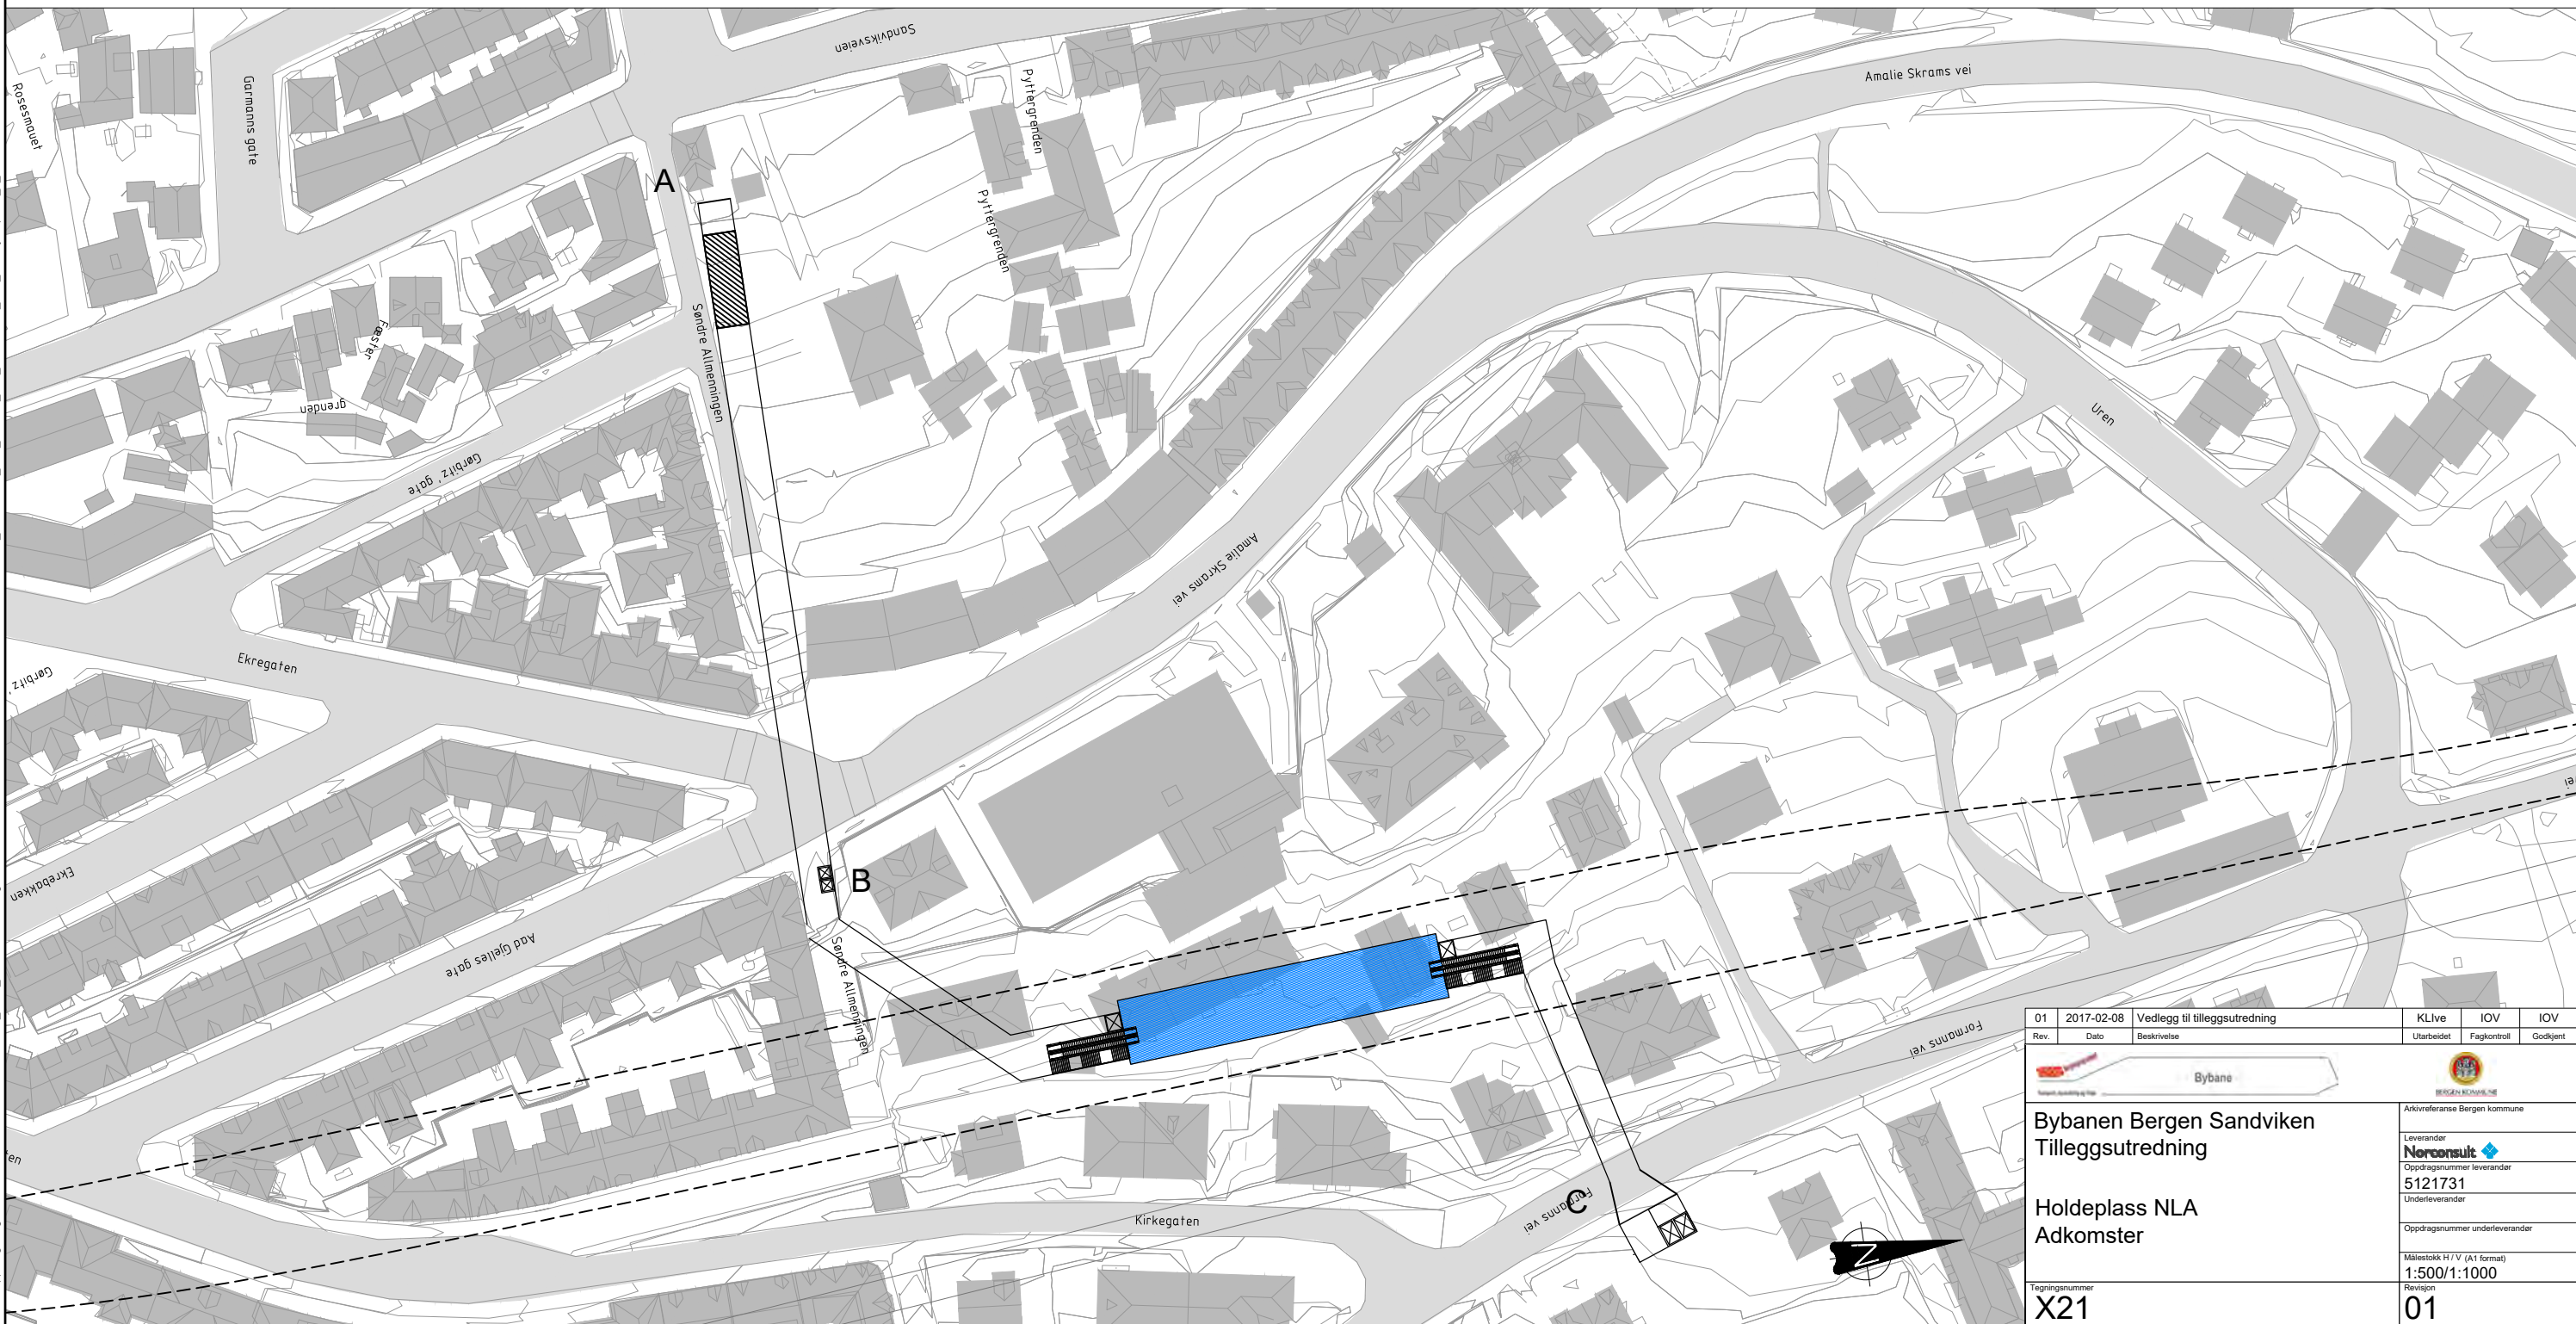 Sandviksveien
Amalie Skrams vei
Rosesmauet
Garmanns gate
Pyttergrenden
A
Pyttergrenden
Søndre Allmenningen
Fæster
grenden
Gørbitz' gate
Uren
Amalie Skrams vei
Ekregaten
Gørbitz'
Ekrebakken
B
Aad Gjelles gate
Søndre Allmenningen
Formanns vei
C
Formanns vei
Kirkegaten
N
01 2017-02-08 Vedlegg til tilleggsutredning KLIve IOV IOV
Rev. Dato Beskrivelse Utarbeidet Fagkontroll Godkjent
Bybane
BERGEN KOMMUNE
Bybanen Bergen Sandviken
Tilleggsutredning
Holdeplass NLA
Adkomster
Arkivreferanse Bergen kommune
Leverandør
Norconsult
Oppdragsnummer leverandør
5121731
Underleverandør
Oppdragsnummer underleverandør
Målestokk H / V (A1 format)
1:500/1:1000
Tegningsnummer
X21
Revisjon
01